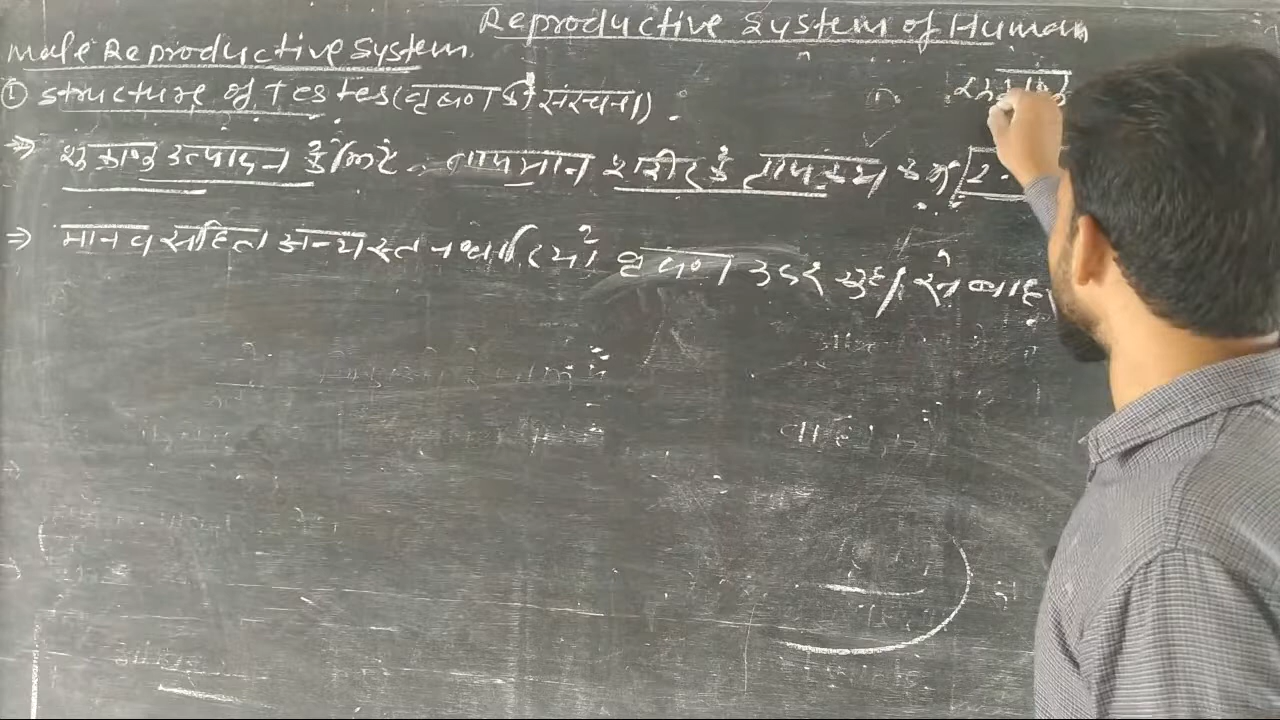 Reproductive System of Human
Male Reproductive System.
① Structure of Testes (वृषण की संरचना)
शुक्राणु
⇒ शुक्राणु उत्पादन के लिए तापमान शरीर के तापक्रम से 2.
⇒ मानव सहित अन्य स्तनधारियों में वृषण उदर गुहा से बाहर